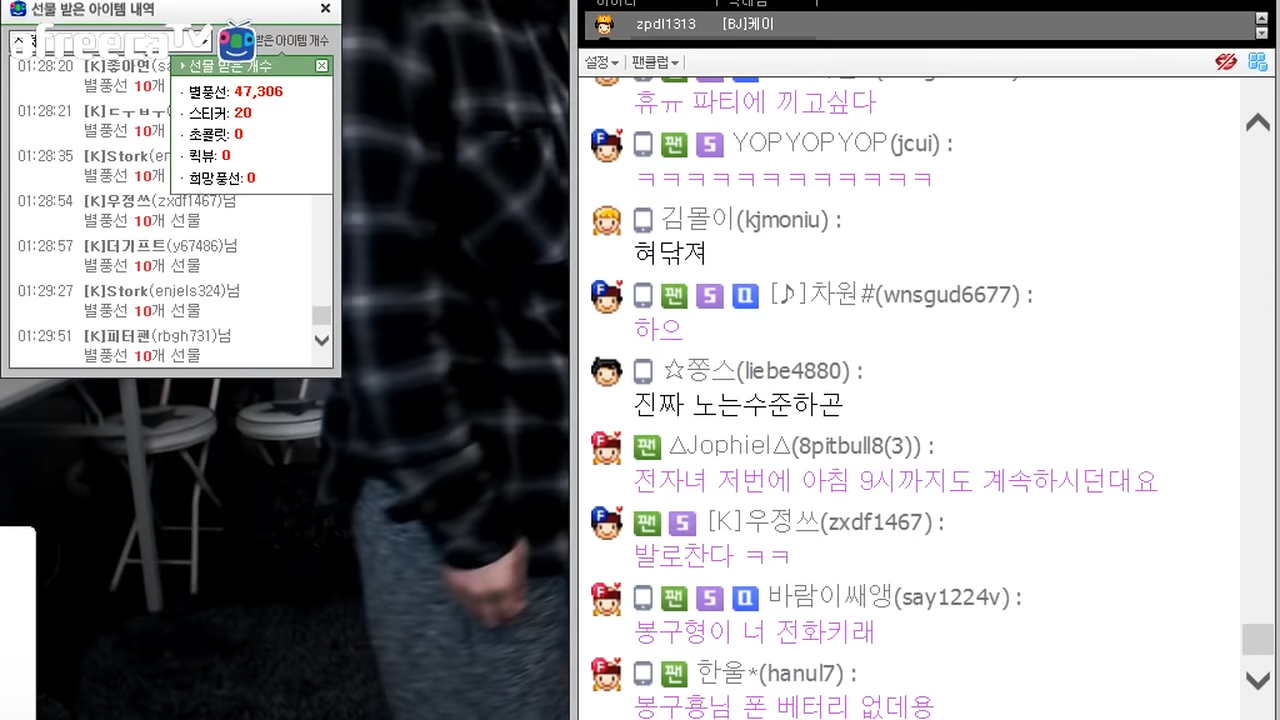 선물 받은 아이템 내역
afreecaTV
받은 아이템 개수
선물 받은 개수
별풍선: 47,306
스티커: 20
초콜릿: 0
퀵뷰: 0
희망풍선: 0
01:28:20 [K]좋아연
별풍선 10개
01:28:21 [K]ㄷㅜㅂㅜ
별풍선 10개
01:28:35 [K]Stork(en
별풍선 10개
01:28:54 [K]우정쓰(zxdf1467)님
별풍선 10개 선물
01:28:57 [K]더기프트(y67486)님
별풍선 10개 선물
01:29:27 [K]Stork(enjels324)님
별풍선 10개 선물
01:29:51 [K]피터팬(rbgh731)님
별풍선 10개 선물
zpdl1313 [BJ]케이
설정 팬클럽
휴ㅠ 파티에 끼고싶다
팬 S YOPYOPYOP(jcui) :
ㅋㅋㅋㅋㅋㅋㅋㅋㅋㅋㅋㅋ
김몰이(kjmoniu) :
혀닦져
팬 S Q [♪]차원#(wnsgud6677) :
하으
☆쫑스(liebe4880) :
진짜 노는수준하곤
팬 △Jophiel△(8pitbull8(3)) :
전자녀 저번에 아침 9시까지도 계속하시던대요
팬 S [K]우정쓰(zxdf1467) :
발로찬다 ㅋㅋ
팬 S Q 바람이쌔앵(say1224v) :
봉구형이 너 전화키래
팬 한울*(hanul7) :
봉구횽님 폰 베터리 없데용